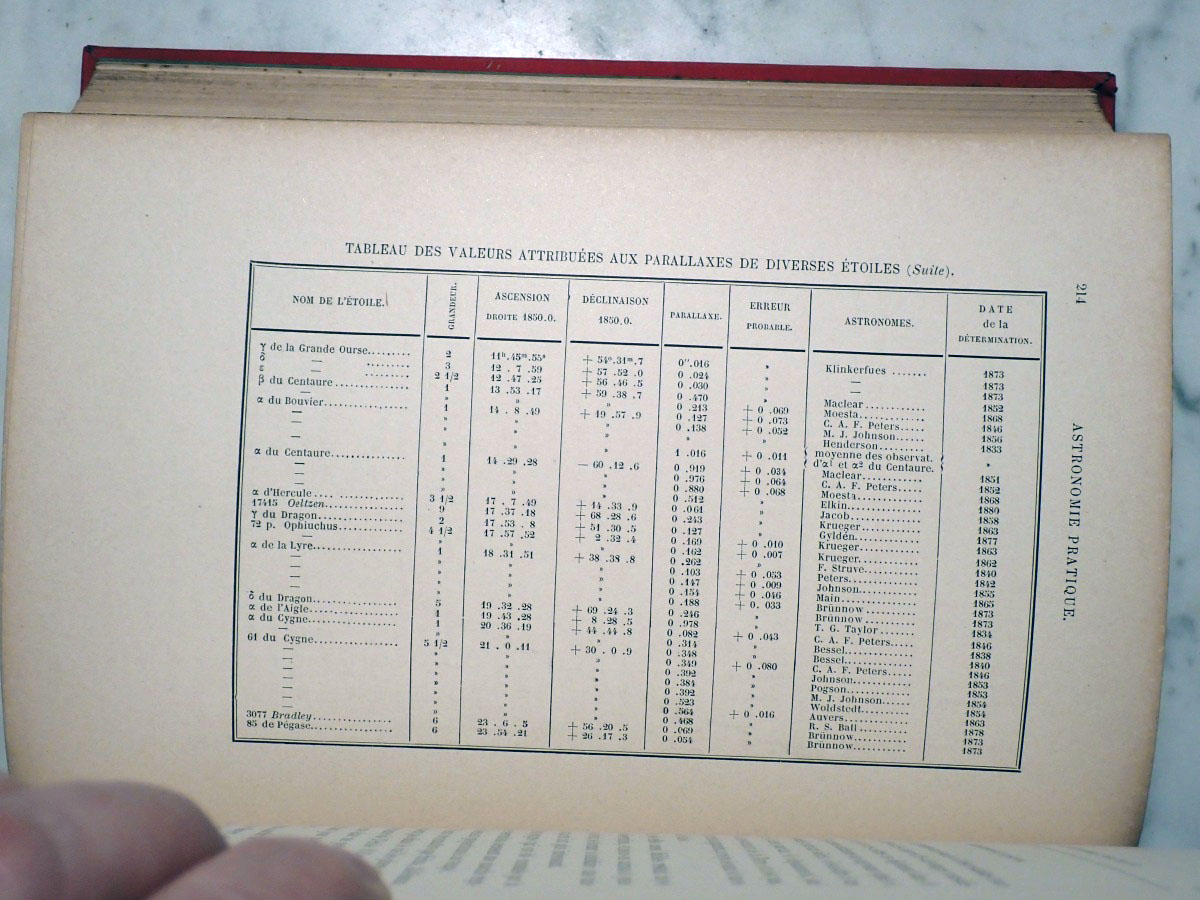 TABLEAU DES VALEURS ATTRIBUÉES AUX PARALLAXES DE DIVERSES ÉTOILES (Suite).
NOM DE L'ÉTOILE. GRANDEUR. ASCENSION DROITE 1850.0. DÉCLINAISON 1850.0. PARALLAXE. ERREUR PROBABLE. ASTRONOMES. DATE de la DÉTERMINATION.
γ de la Grande Ourse......... 2 11ʰ.45ᵐ.55ˢ + 54º.31ᵐ.7 0".016 » Klinkerfues ....... 1873
δ — ......... 3 12 . 7 .59 + 57 .52 .0 0 .024 » — 1873
ε — ......... 2 1/2 12 .47 .25 + 56 .46 .5 0 .030 » — 1873
β du Centaure................. 1 13 .53 .17 + 59 .38 .7 0 .470 » Maclear............ 1852
» » » 0 .213 + 0 .069 Moesta............. 1868
α du Bouvier.................. 1 14 . 8 .49 + 19 .57 .9 0 .127 + 0 .073 C. A. F. Peters..... 1846
— » » » 0 .138 + 0 .052 M. J. Johnson...... 1856
— » » » » » Henderson.......... 1833
— » » » 1 .016 + 0 .011 { moyenne des observat. d'α¹ et α² du Centaure. } »
α du Centaure................. 1 14 .29 .28 — 60 .12 .6 0 .919 + 0 .034 Maclear............ 1851
— » » » 0 .976 + 0 .064 C. A. F. Peters..... 1852
— » » » 0 .880 + 0 .068 Moesta............. 1868
— » » » 0 .512 » Elkin.............. 1880
α d'Hercule.... ........ 3 1/2 17 . 7 .49 + 14 .33 .9 0 .061 » Jacob.............. 1858
17415 Oeltzen................. 9 17 .37 .18 + 68 .28 .6 0 .243 » Krueger............ 1863
γ du Dragon................... 2 17 .53 . 8 + 51 .30 .5 0 .127 » Gyldén............. 1877
72 p. Ophiuchus............... 4 1/2 17 .57 .52 + 2 .32 .4 0 .169 + 0 .010 Krueger............ 1863
— » » » 0 .162 + 0 .007 Krueger............ 1862
α de la Lyre.................. 1 18 .31 .51 + 38 .38 .8 0 .262 » F. Struve.......... 1840
— » » » 0 .103 + 0 .053 Peters............. 1842
— » » » 0 .147 + 0 .009 Johnson............ 1855
— » » » 0 .154 + 0 .046 Main............... 1865
— » » » 0 .188 + 0 .033 Brünnow............ 1873
δ du Dragon................... 5 19 .32 .28 + 69 .24 .3 0 .246 » Brünnow............ 1873
α de l'Aigle.................. 1 19 .43 .28 + 8 .28 .5 0 .978 » T. G. Taylor....... 1834
α du Cygne.................... 1 20 .36 .19 + 44 .44 .8 0 .082 + 0 .043 C. A. F. Peters..... 1846
61 du Cygne................... 5 1/2 21 . 0 .11 + 30 . 0 .9 0 .314 » Bessel............. 1838
— » » » 0 .348 » Bessel............. 1840
— » » » 0 .349 + 0 .080 C. A. F. Peters..... 1846
— » » » 0 .392 » Johnson............ 1853
— » » » 0 .384 » Pogson............. 1853
— » » » 0 .392 » M. J. Johnson...... 1854
— » » » 0 .523 » Woldstedt.......... 1854
— » » » 0 .564 + 0 .016 Auvers............. 1863
— » » » 0 .468 » R. S. Ball ........ 1878
3077 Bradley.................. 6 23 . 6 . 5 + 56 .20 .5 0 .069 » Brünnow............ 1873
85 de Pégase.................. 6 23 .54 .21 + 26 .17 .3 0 .054 » Brünnow............ 1873
214
ASTRONOMIE PRATIQUE.